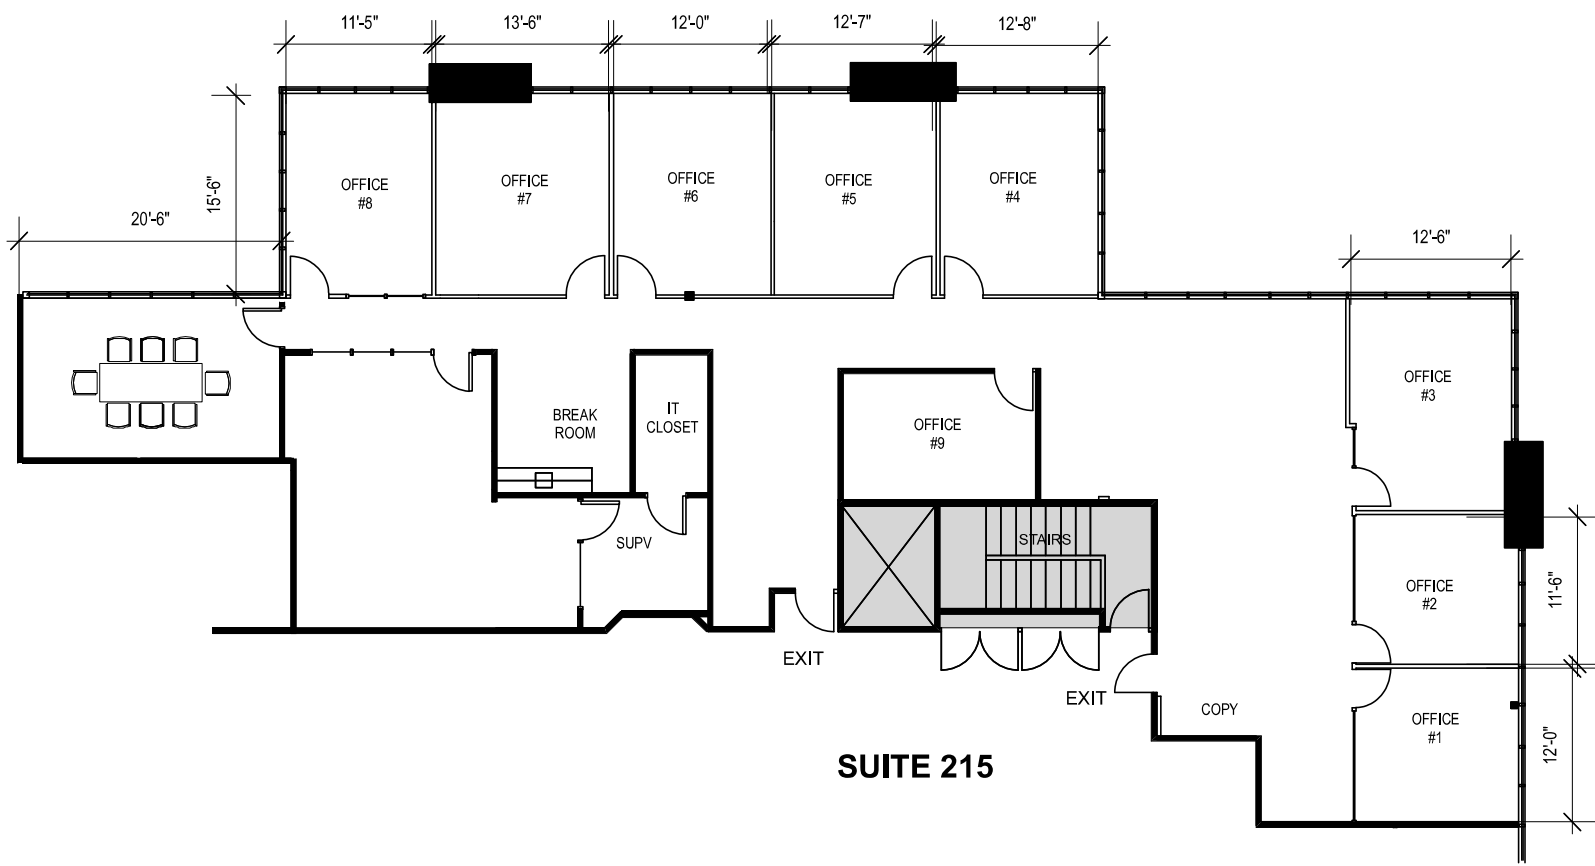 11'-5"
13'-6"
12'-0"
12'-7"
12'-8"
15'-6"
20'-6"
12'-6"
OFFICE
#8
OFFICE
#7
OFFICE
#6
OFFICE
#5
OFFICE
#4
OFFICE
#3
BREAK
ROOM
IT
CLOSET
OFFICE
#9
SUPV
STAIRS
OFFICE
#2
11'-6"
EXIT
EXIT
COPY
OFFICE
#1
12'-0"
SUITE 215